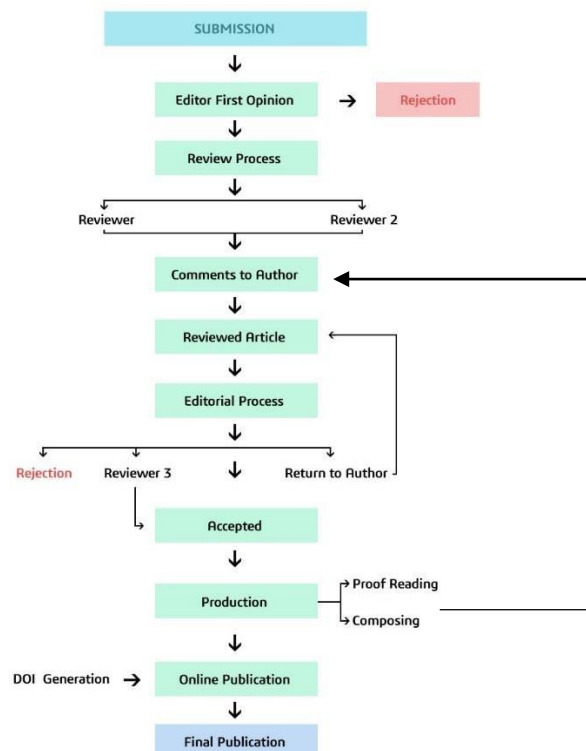 SUBMISSION
Editor First Opinion
Rejection
Review Process
Reviewer
Reviewer 2
Comments to Author
Reviewed Article
Editorial Process
Rejection
Reviewer 3
Return to Author
Accepted
Proof Reading
Production
Composing
DOI Generation
Online Publication
Final Publication